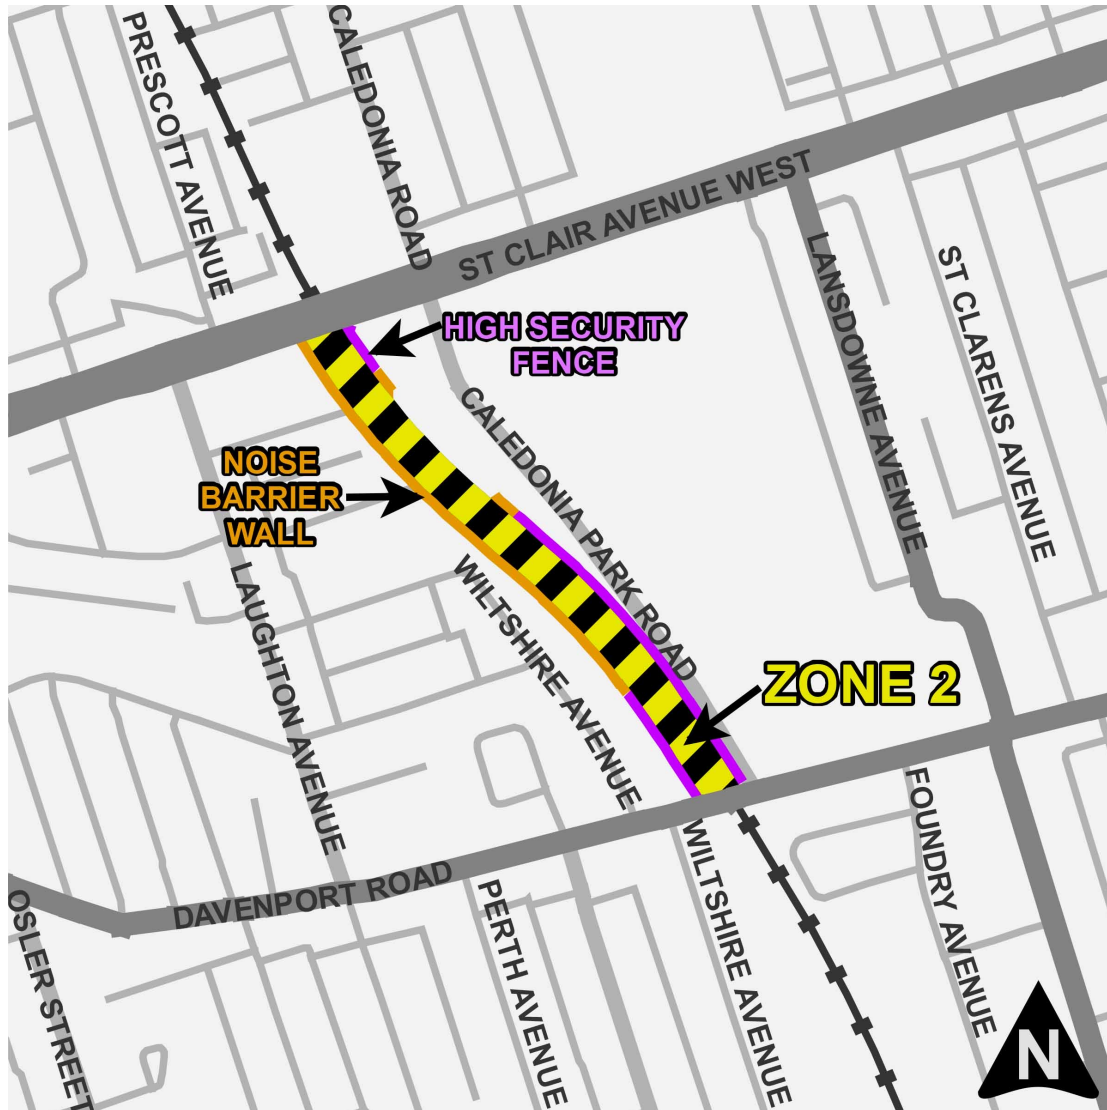 PRESCOTT AVENUE
CALEDONIA ROAD
ST CLAIR AVENUE WEST
LANSDOWNE AVENUE
ST CLARENS AVENUE
HIGH SECURITY
FENCE
CALEDONIA PARK ROAD
NOISE
BARRIER
WALL
LAUGHTON AVENUE
WILTSHIRE AVENUE
ZONE 2
DAVENPORT ROAD
OSLER STREET
PERTH AVENUE
WILTSHIRE AVENUE
FOUNDRY AVENUE
N